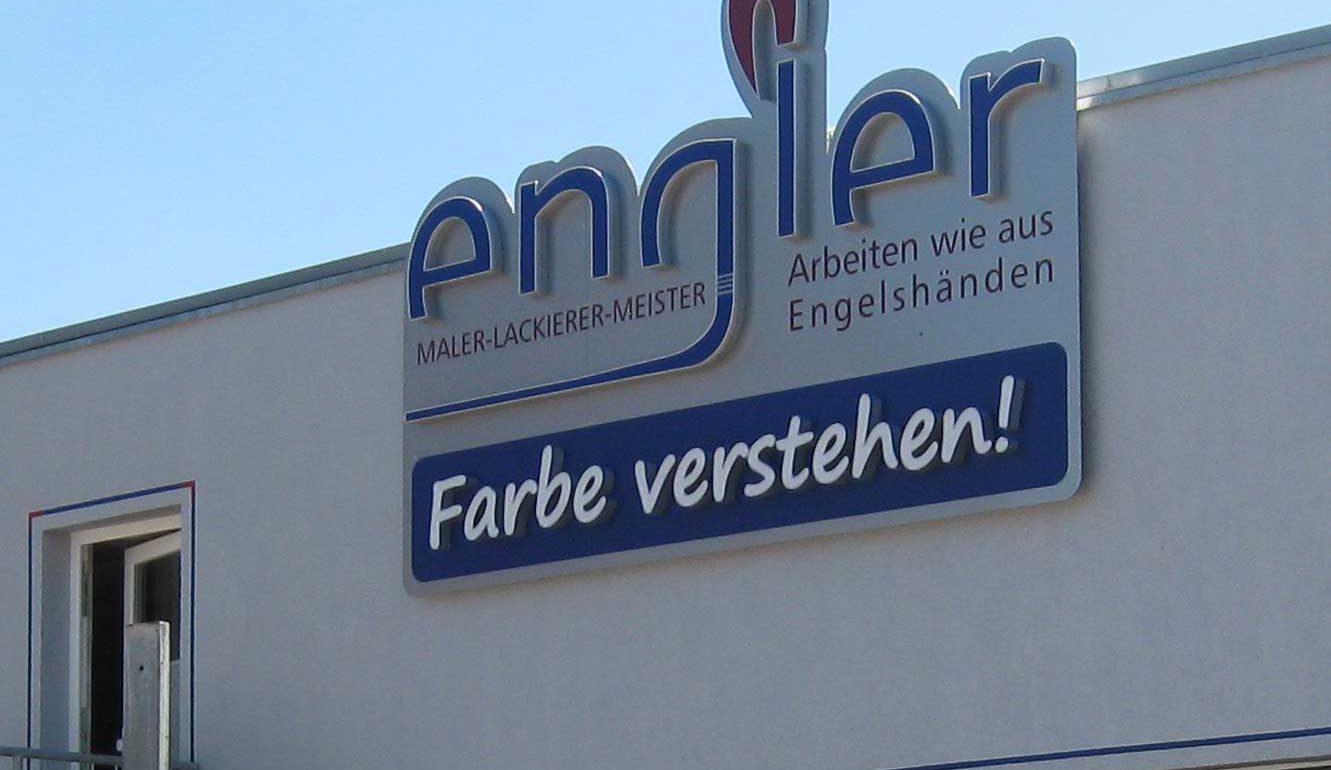 engler
MALER-LACKIERER-MEISTER
Arbeiten wie aus
Engelshänden
Farbe verstehen!